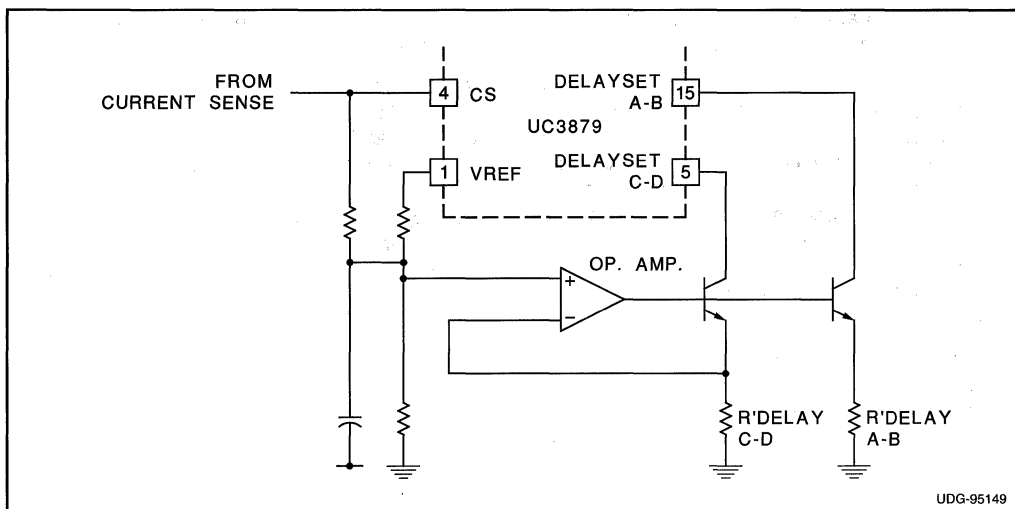 FROM
CURRENT SENSE
4 CS
DELAYSET
A-B 15
UC3879
1 VREF
DELAYSET
C-D 5
OP. AMP.
+
−
R'DELAY
C-D
R'DELAY
A-B
UDG-95149